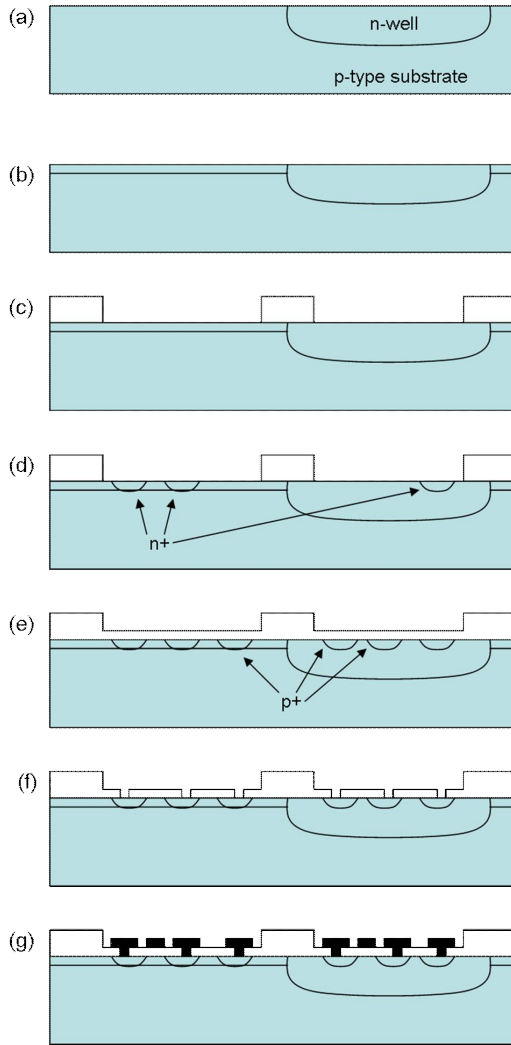 (a)
n-well
p-type substrate
(b)
(c)
(d)
n+
(e)
p+
(f)
(g)